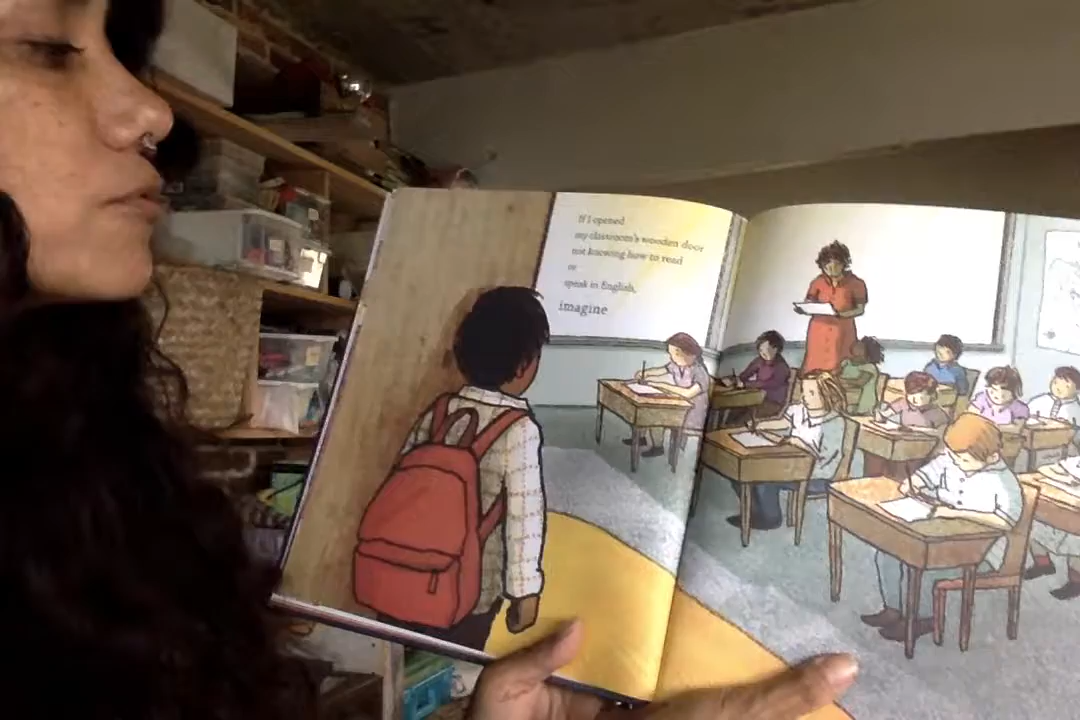 If I opened
my classroom's wooden door
not knowing how to read
or
speak in English,
imagine